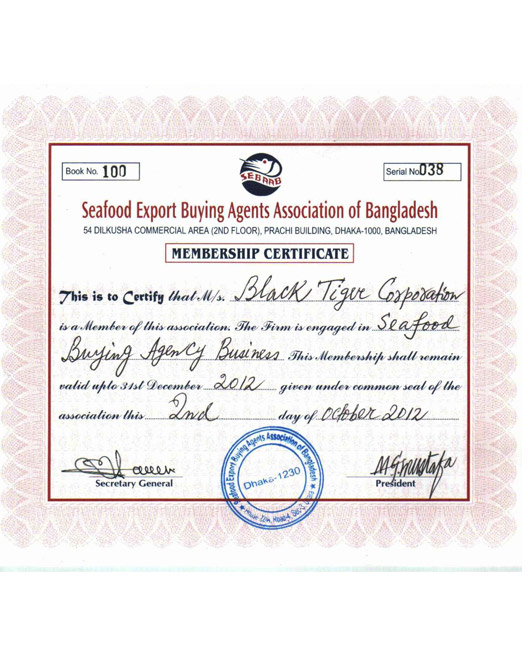 Book No. 100
Serial No 038
SEBAAB
Seafood Export Buying Agents Association of Bangladesh
54 DILKUSHA COMMERCIAL AREA (2ND FLOOR), PRACHI BUILDING, DHAKA-1000, BANGLADESH
MEMBERSHIP CERTIFICATE
This is to Certify that M/s. Black Tiger Corporation
is a Member of this association. The Firm is engaged in Seafood
Buying Agency Business This Membership shall remain
valid upto 31st December 2012 given under common seal of the
association this 2nd day of October 2012
Seafood Export Buying Agents Association of Bangladesh
Dhaka-1230
Secretary General
President